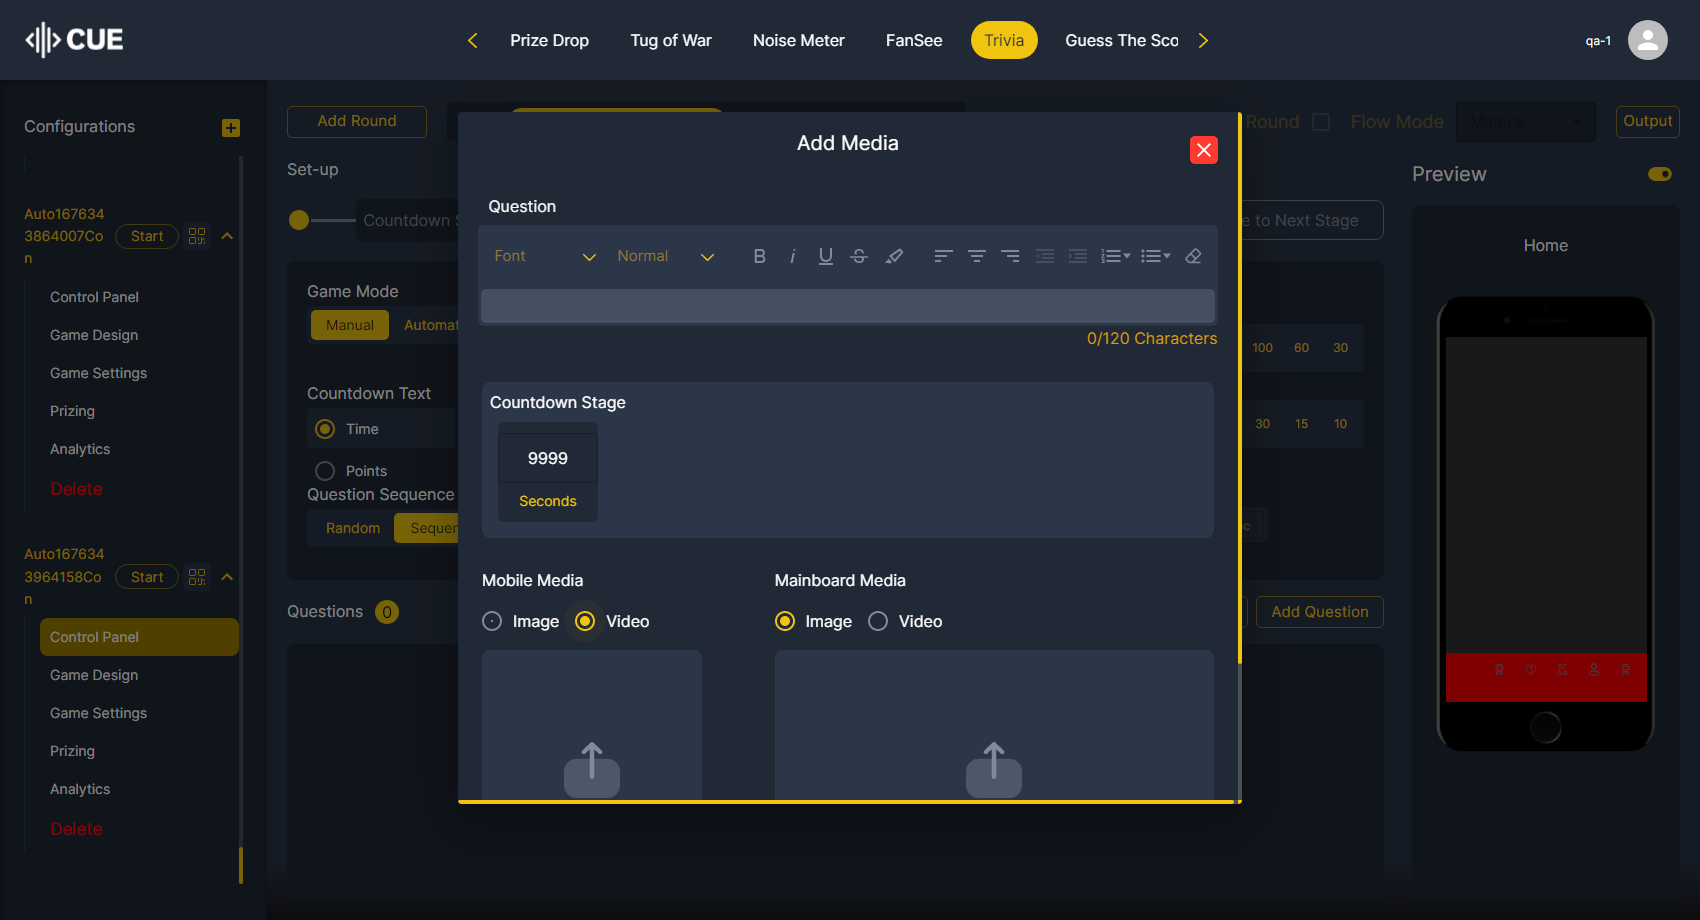 CUE
Prize Drop
Tug of War
Noise Meter
FanSee
Trivia
Guess The Sco
qa-1
Configurations
Auto167634
3864007Co
n
Start
Control Panel
Game Design
Game Settings
Prizing
Analytics
Delete
Auto167634
3964158Co
n
Start
Control Panel
Game Design
Game Settings
Prizing
Analytics
Delete
Add Round
Round
Flow Mode
Manual
Output
Set-up
Countdown S
e to Next Stage
Game Mode
Manual
Automat
Countdown Text
Time
Points
Question Sequence
Random
Sequen
100
60
30
30
15
10
Questions
0
Add Question
Add Media
Question
Font
Normal
0/120 Characters
Countdown Stage
9999
Seconds
Mobile Media
Image
Video
Mainboard Media
Image
Video
Preview
Home